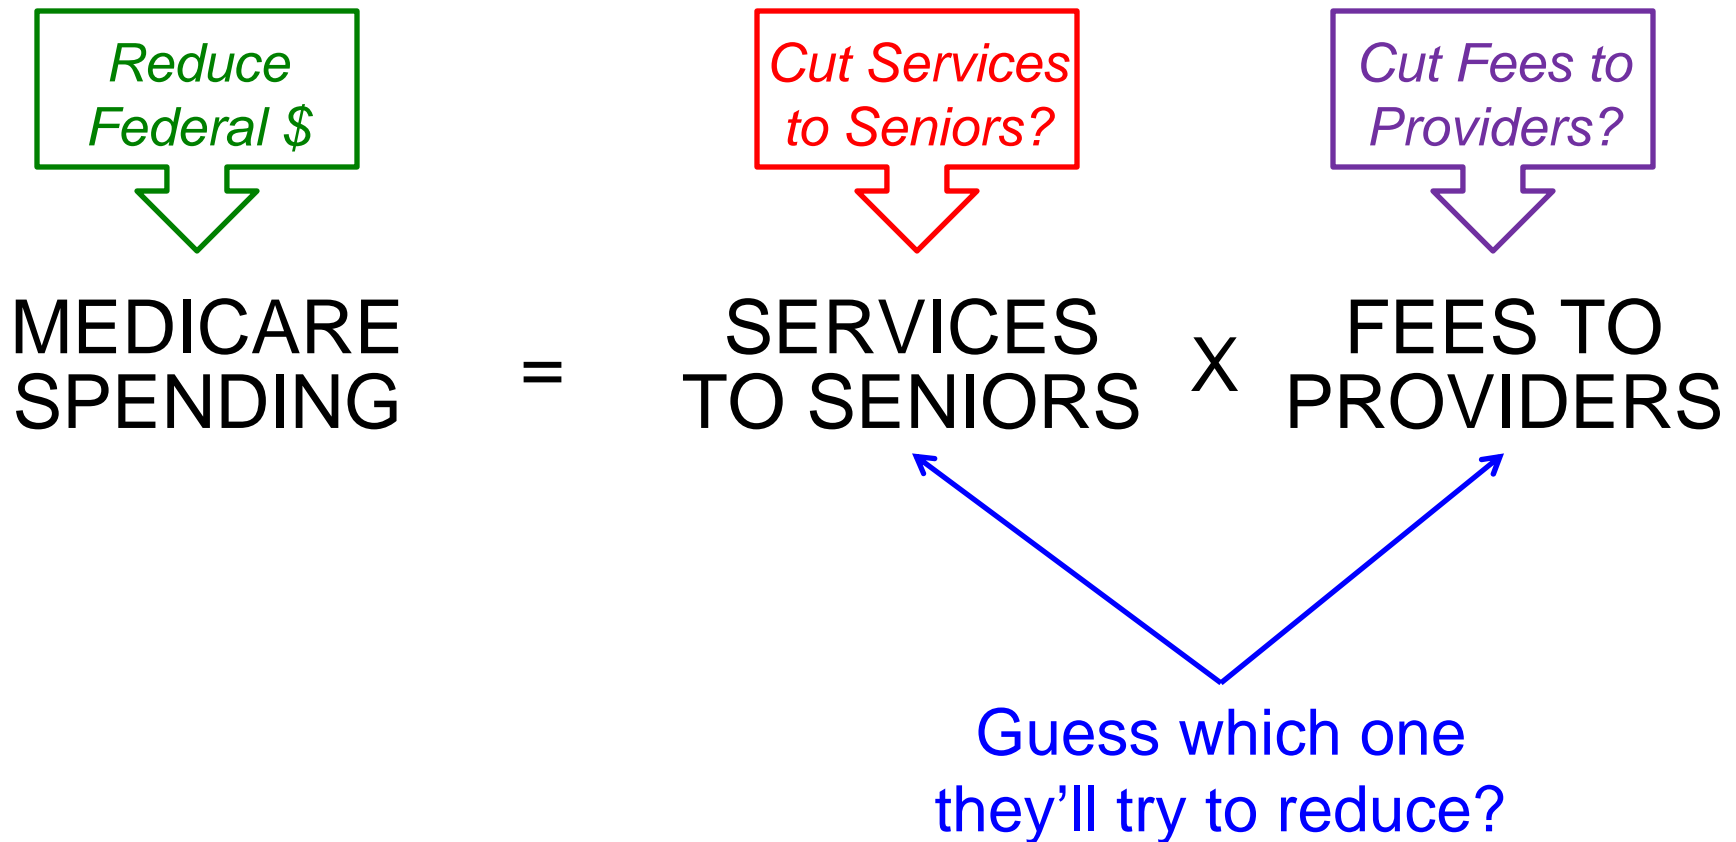 Reduce
Federal $
Cut Services
to Seniors?
Cut Fees to
Providers?
MEDICARE
SPENDING
=
SERVICES
TO SENIORS
X
FEES TO
PROVIDERS
Guess which one
they’ll try to reduce?